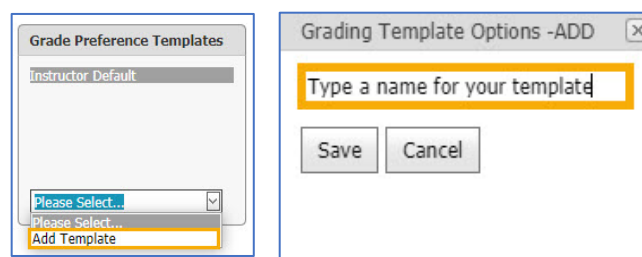 Grade Preference Templates
Instructor Default
Please Select...
Please Select...
Add Template
Grading Template Options -ADD
Type a name for your template
Save
Cancel